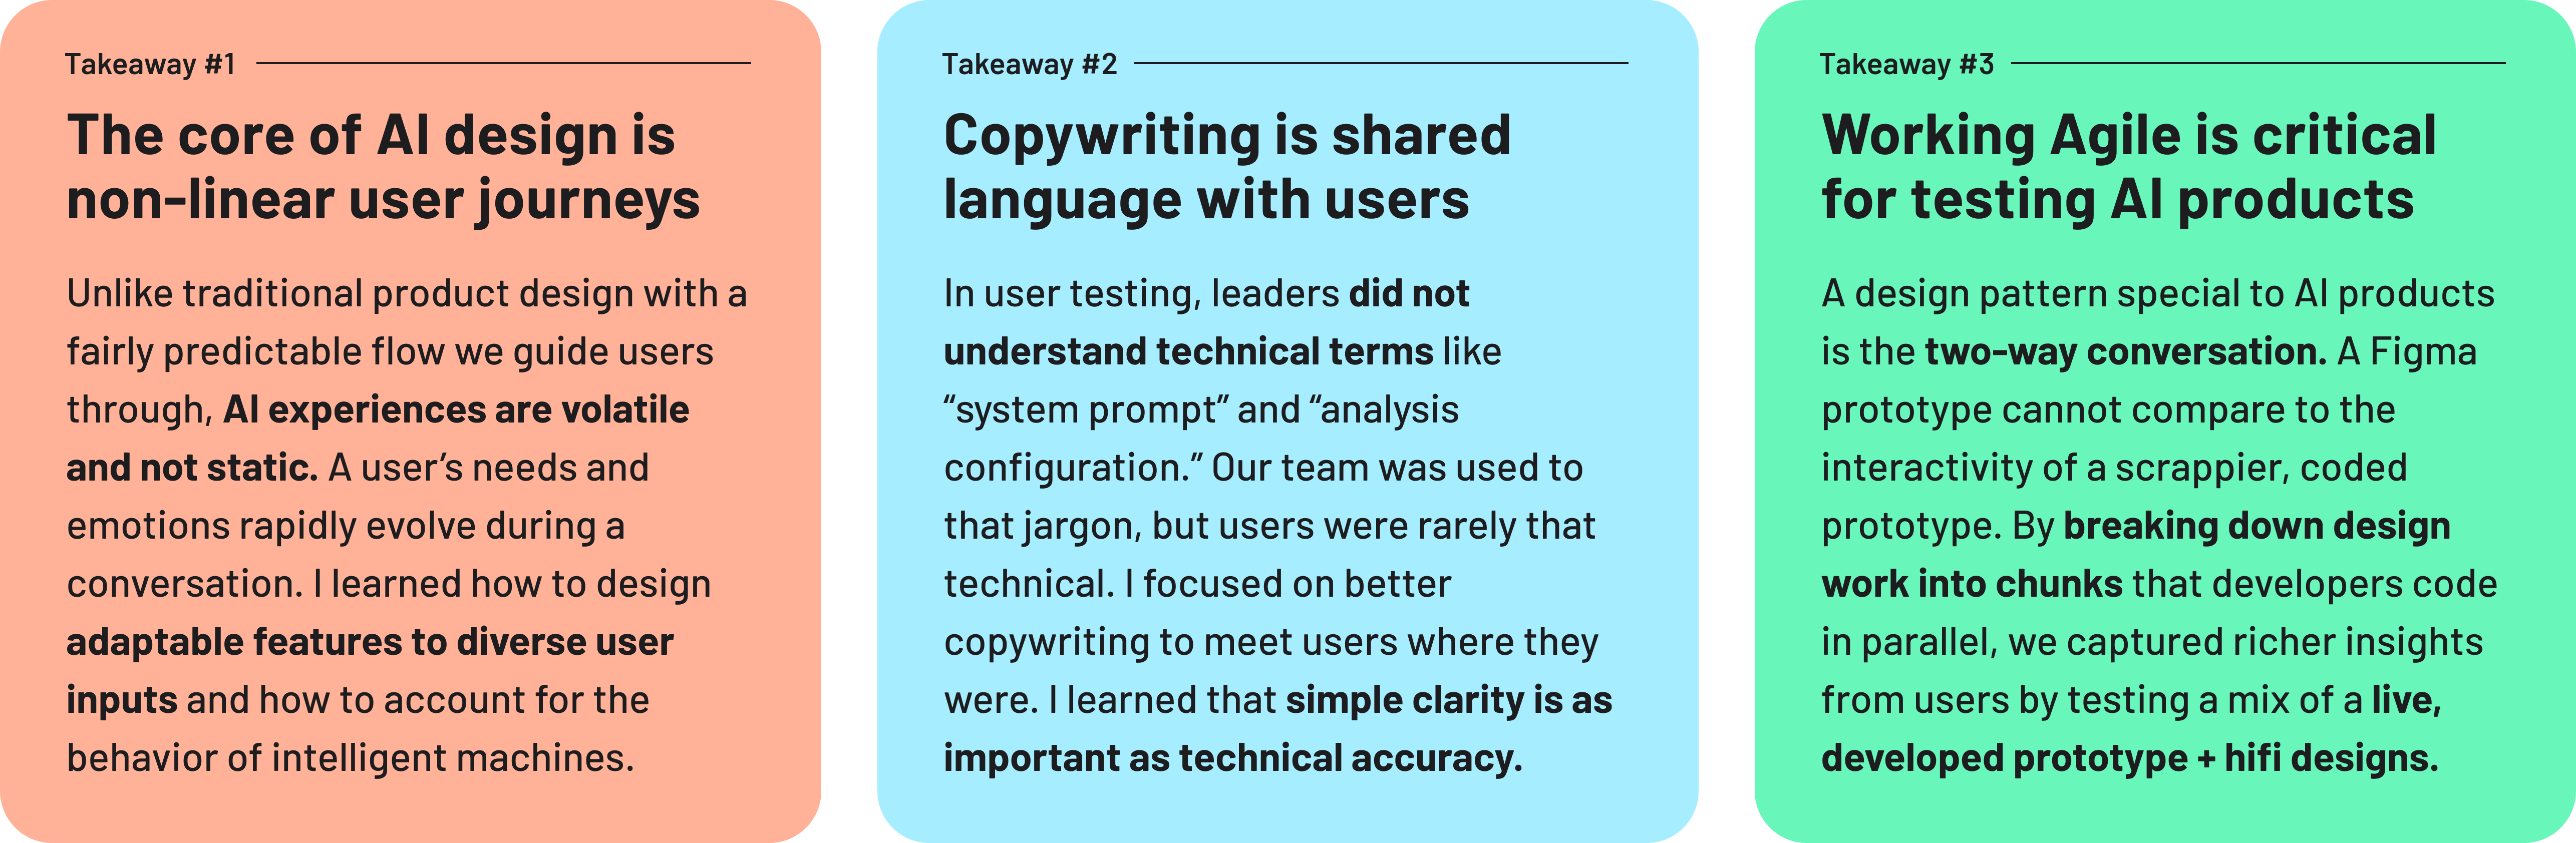 Takeaway #1
The core of AI design is
non-linear user journeys
Unlike traditional product design with a
fairly predictable flow we guide users
through, AI experiences are volatile
and not static. A user’s needs and
emotions rapidly evolve during a
conversation. I learned how to design
adaptable features to diverse user
inputs and how to account for the
behavior of intelligent machines.
Takeaway #2
Copywriting is shared
language with users
In user testing, leaders did not
understand technical terms like
“system prompt” and “analysis
configuration.” Our team was used to
that jargon, but users were rarely that
technical. I focused on better
copywriting to meet users where they
were. I learned that simple clarity is as
important as technical accuracy.
Takeaway #3
Working Agile is critical
for testing AI products
A design pattern special to AI products
is the two-way conversation. A Figma
prototype cannot compare to the
interactivity of a scrappier, coded
prototype. By breaking down design
work into chunks that developers code
in parallel, we captured richer insights
from users by testing a mix of a live,
developed prototype + hifi designs.